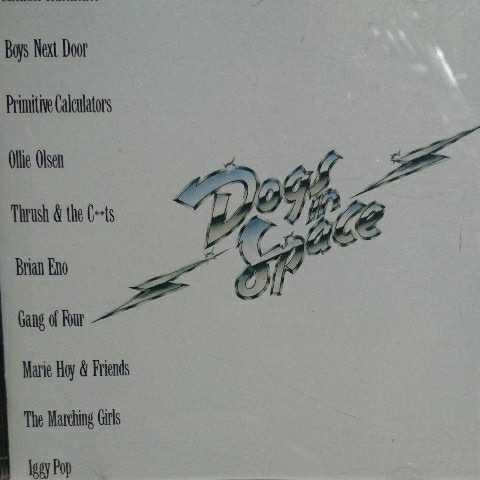 Boys Next Door
Primitive Calculators
Ollie Olsen
Thrush & the C**ts
Brian Eno
Gang of Four
Marie Hoy & Friends
The Marching Girls
Iggy Pop
Dogs
in
Space